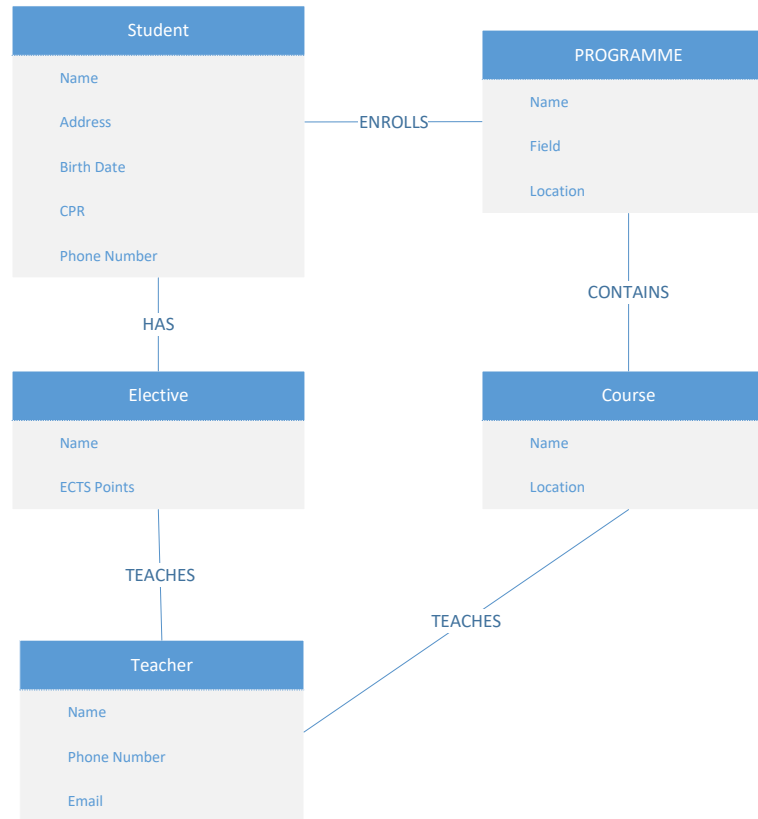 Student
Name
Address
Birth Date
CPR
Phone Number
ENROLLS
PROGRAMME
Name
Field
Location
HAS
CONTAINS
Elective
Name
ECTS Points
Course
Name
Location
TEACHES
TEACHES
Teacher
Name
Phone Number
Email